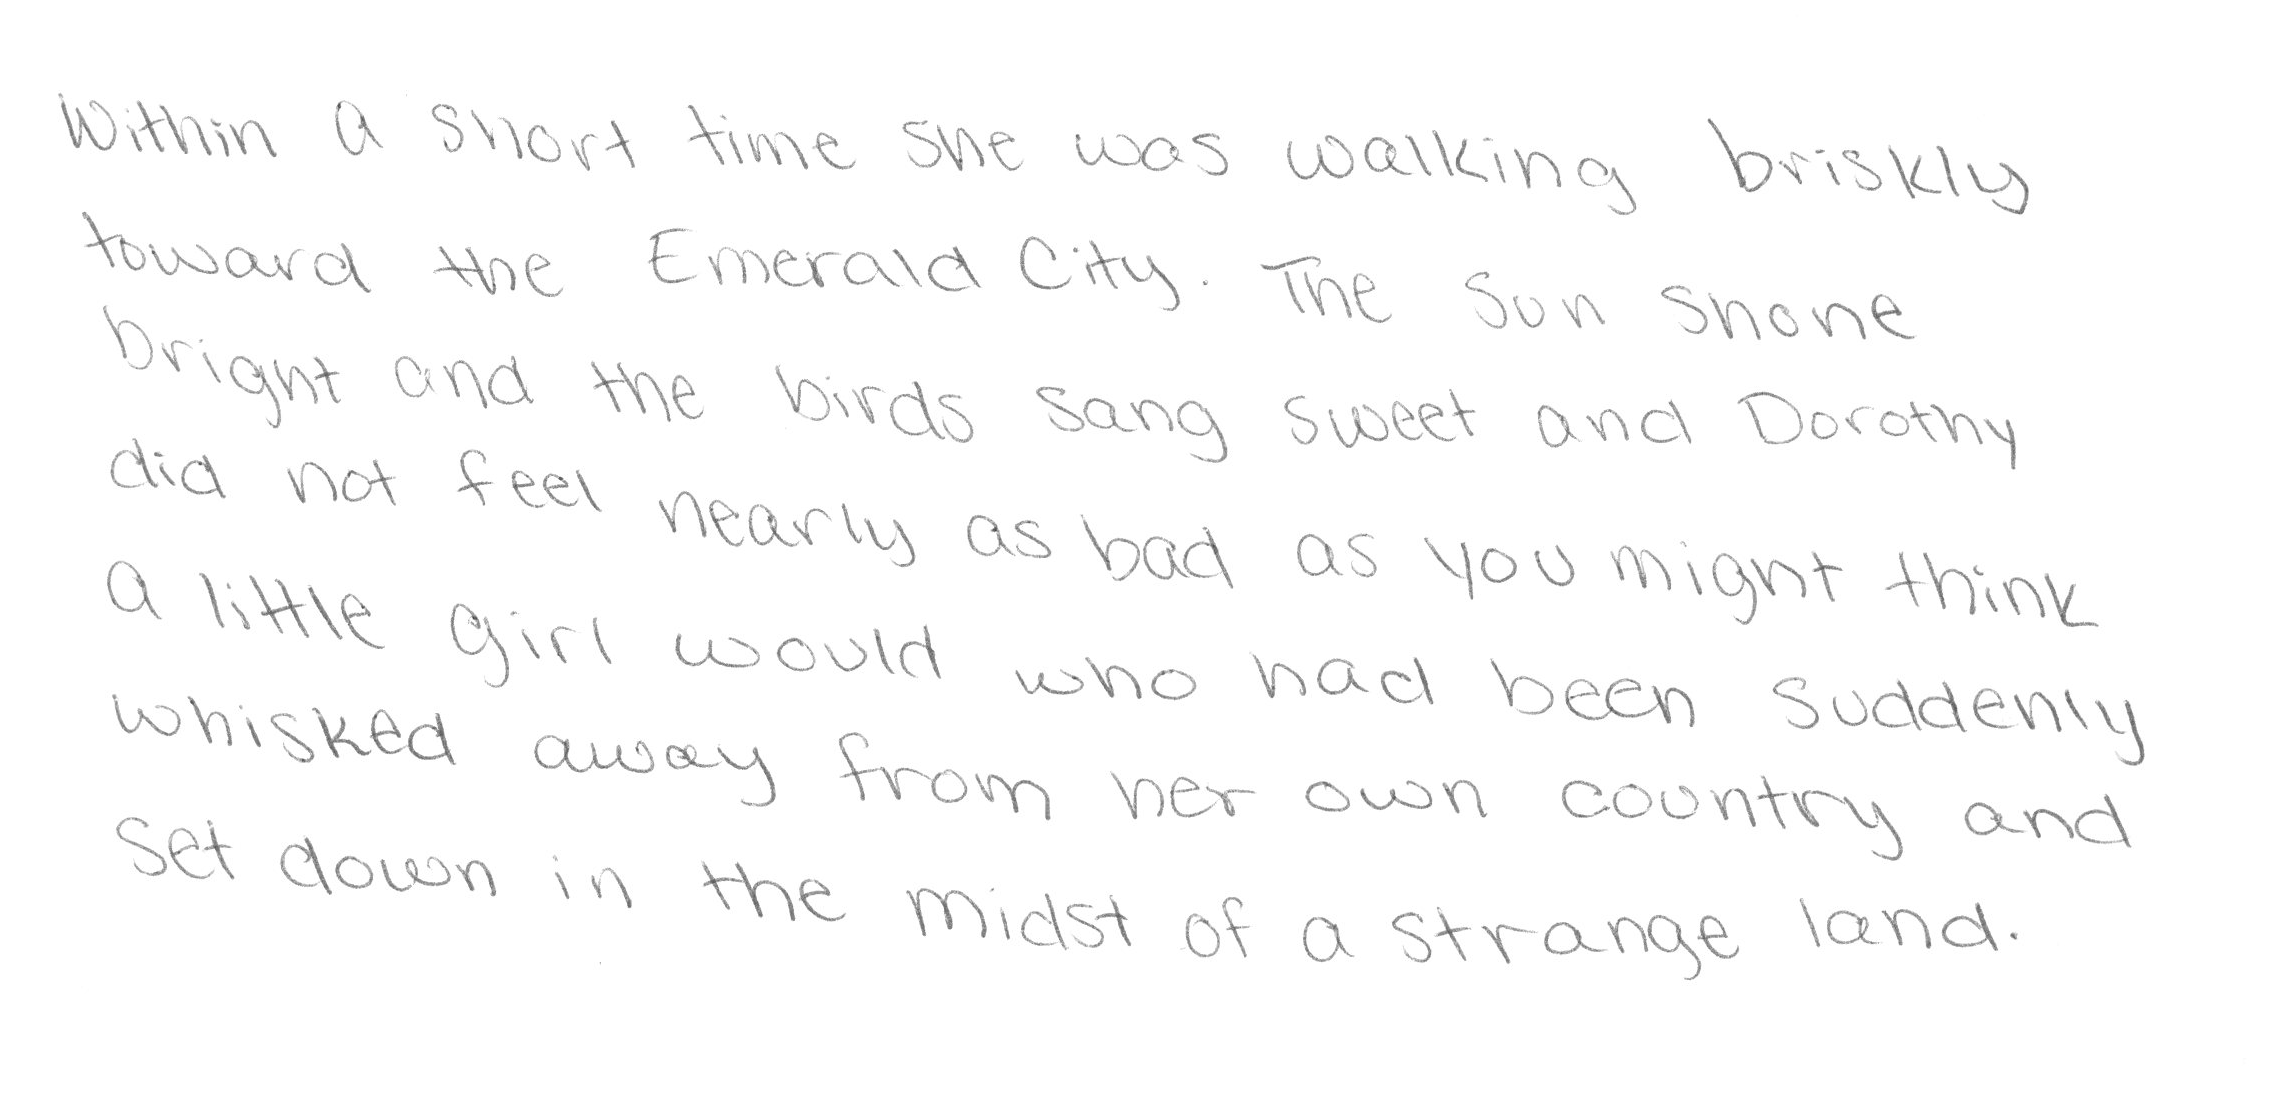 Within a short time she was walking briskly
toward the Emerald City. The Sun Shone
bright and the birds sang sweet and Dorothy
did not feel nearly as bad as you might think
a little girl would who had been suddenly
whisked away from her own country and
set down in the midst of a strange land.